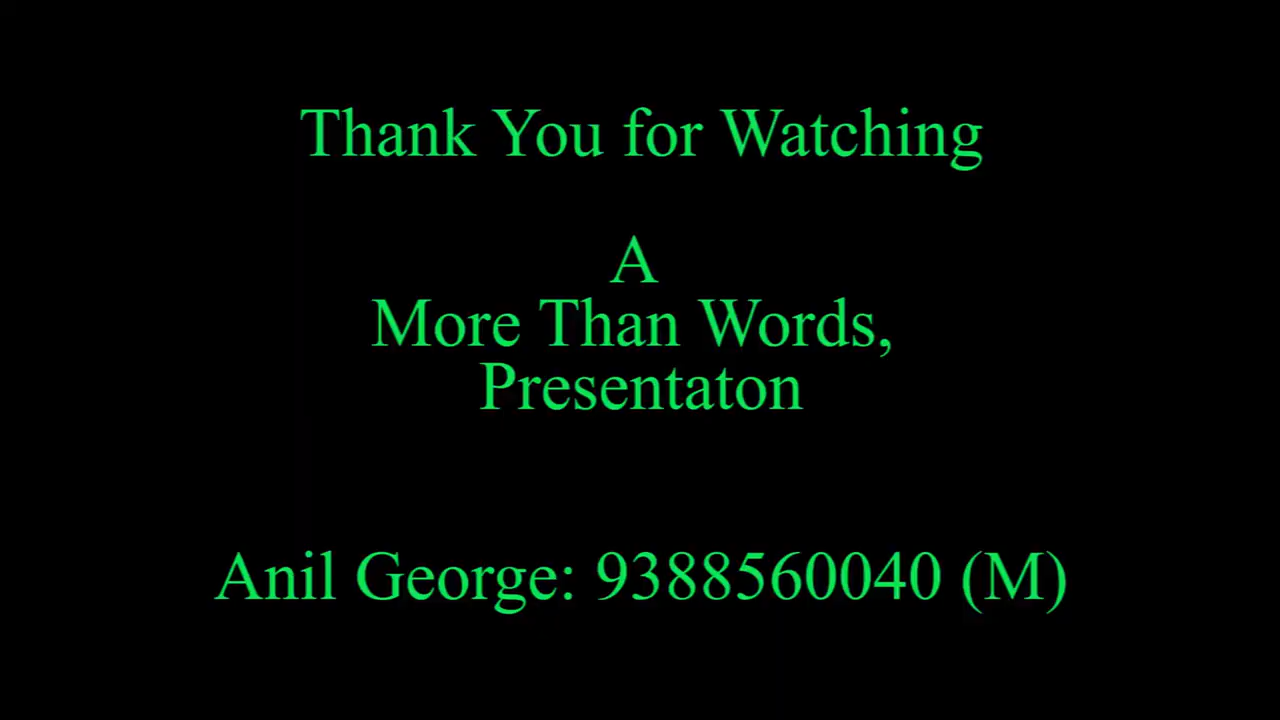 Thank You for Watching
A
More Than Words,
Presentaton
Anil George: 9388560040 (M)